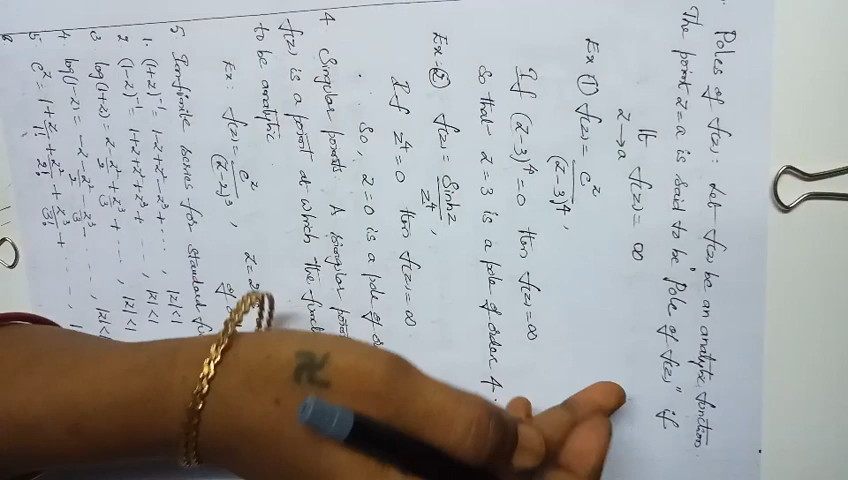 Poles of f(z): Let f(z) be an analytic function.
The point z=a is said to be "Pole of f(z)" if
lt f(z) = ∞
z→a
Ex ① f(z) = e^z/(z-3)^4,
If (z-3)^4 = 0 then f(z) = ∞
So that z=3 is a pole of order 4.
Ex-② f(z) = Sinhz/z^4,
If z^4=0 then f(z) = ∞
So, z=0 is a pole of
4. Singular points: A singular point
f(z) is a point at which the
to be analytic.
Ex: f(z) = e^z/(z-2)^3, z=2
5 Infinite series for standard
1. (1+z)^-1 = 1-z+z^2-z^3+ ..., |z|<1
2. (1-z)^-1 = 1+z+z^2+z^3+ ..., |z|<1
3 log(1+z) = z-z^2/2+z^3/3+ ..., |z|<1
4. log(1-z) = -z-z^2/2-z^3/3- ...,
5. e^z = 1+z/1!+z^2/2!+z^3/3!+ ...,